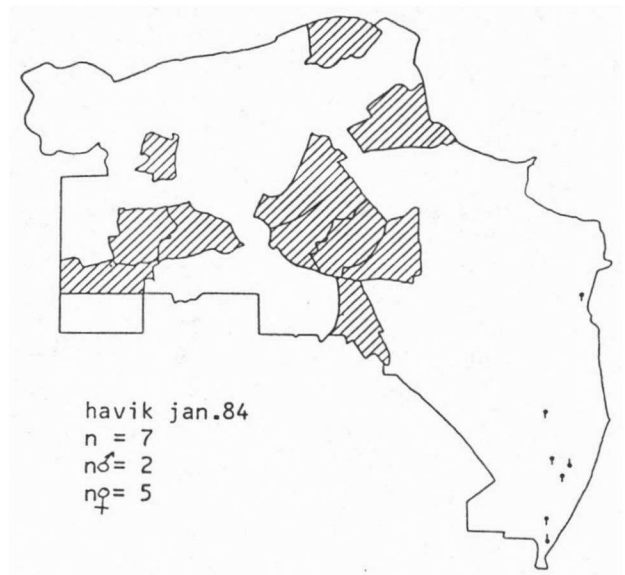 havik jan.84
n = 7
n♂= 2
n♀= 5